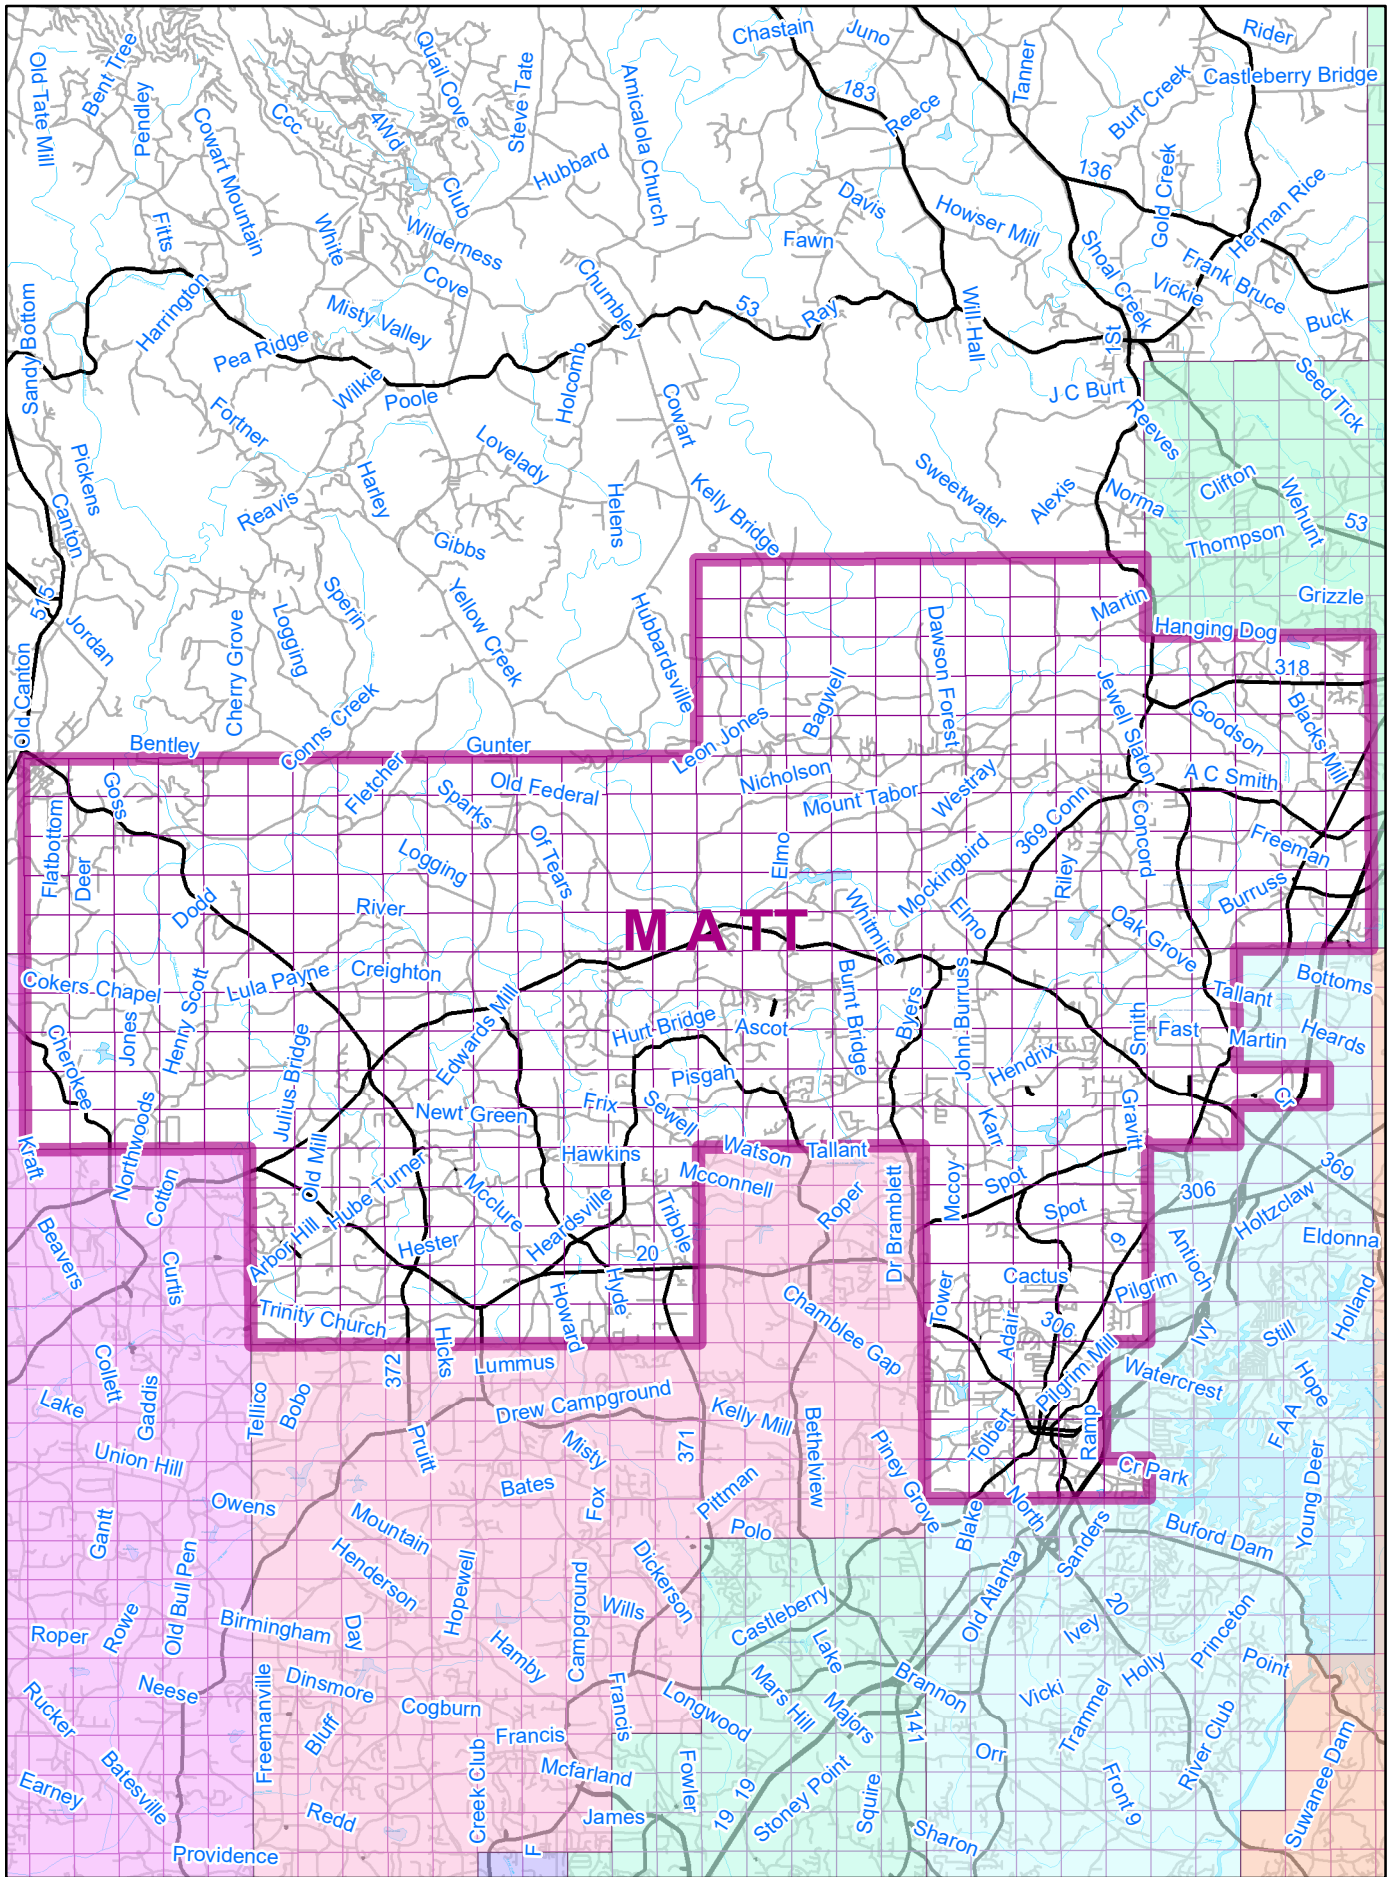 Chastain
Juno
Rider
Old Tate Mill
Bent Tree
Pendley
Quail Cove
Steve Tate
Amicalola Church
Tanner
Castleberry Bridge
183
Reece
Burt Creek
Ccc
4Wd
Cowart Mountain
Hubbard
136
Gold Creek
Herman Rice
Club
Davis
Howser Mill
Fitts
White
Wilderness
Fawn
Shoal Creek
Frank Bruce
Cove
Chumbley
Vickie
Buck
Sandy Bottom
Harrington
Misty Valley
53
Ray
Will-Hall
1St
Pea Ridge
Wilkie
Poole
Holcomb
J C Burt
Seed Tick
Reeves
Cowart
Fortner
Lovelady
Pickens
Canton
Harley
Reavis
Helens
Kelly Bridge
Sweetwater
Alexis
Norma
Clifton
Wehunt
53
Gibbs
Thompson
515
Jordan
Sperin
Logging
Cherry Grove
Yellow Creek
Hubbardsville
Dawson Forest
Martin
Grizzle
Hanging Dog
318
Old Canton
Bentley
Conns Creek
Gunter
Leon Jones
Bagwell
Jewell Slaton
Goodson
Blacks Mill
Goss
Fletcher
Sparks
Old Federal
Nicholson
Mount Tabor
Westray
A C Smith
369 Conn
Concord
Freeman
Flatbottom
Deer
Logging
Of Tears
Elmo
Riley
Mockingbird
Burruss
Dodd
River
MATT
Whitmire
Elmo
Oak Grove
Cokers Chapel
Henry Scott
Lula Payne
Creighton
Edwards Mill
Burnt Bridge
Byers
John-Burruss
Tallant
Bottoms
Jones
Cherokee
Julius Bridge
Hurt Bridge
Ascot
Smith
Fast
Martin
Heards
Hendrix
Pisgah
Northwoods
Newt Green
Frix
Sewell
Karr
Gravitt
Cr
Kraft
Old Mill
Hawkins
Watson
Tallant
Mcconnell
369
Cotton
Hube Turner
Mcclure
Heardsville
Tribble
Roper
Dr Bramblett
Mccoy
Spot
Spot
306
Holtzclaw
Beavers
Arbor Hill
Hester
20
9
Antioch
Eldonna
Curtis
Hyde
Howard
Cactus
Pilgrim
Trinity Church
Hicks
Chamblee Gap
Tower
Adair
306
Ivy
Still
Holland
Collett
372
Lummus
Pilgrim Mill
Watercrest
Hope
Lake
Gaddis
Tellico
Bobo
Drew Campground
Kelly Mill
Bethelview
Tolbert
Ramp
F A A
Union Hill
Pruitt
Misty
371
Piney Grove
Cr Park
Young Deer
Owens
Bates
Fox
Pittman
Polo
Blake
North
Sanders
Gantt
Mountain
Buford Dam
Old Bull Pen
Henderson
Hopewell
Dickerson
Old Atlanta
Campground
Wills
Castleberry
20
Rowe
Roper
Birmingham
Day
Hamby
Lake
Ivey
Princeton
Neese
Freemanville
Dinsmore
Francis
Longwood
Mars Hill
Brannon
Vicki
Holly
Point
Rucker
Bluff
Cogburn
Majors
141
Trammel
River Club
Francis
Mcfarland
Orr
Earney
Batesville
Creek Club
Fowler
19
19
Stoney Point
Squire
Front 9
Suwanee Dam
Redd
James
Sharon
Providence
F